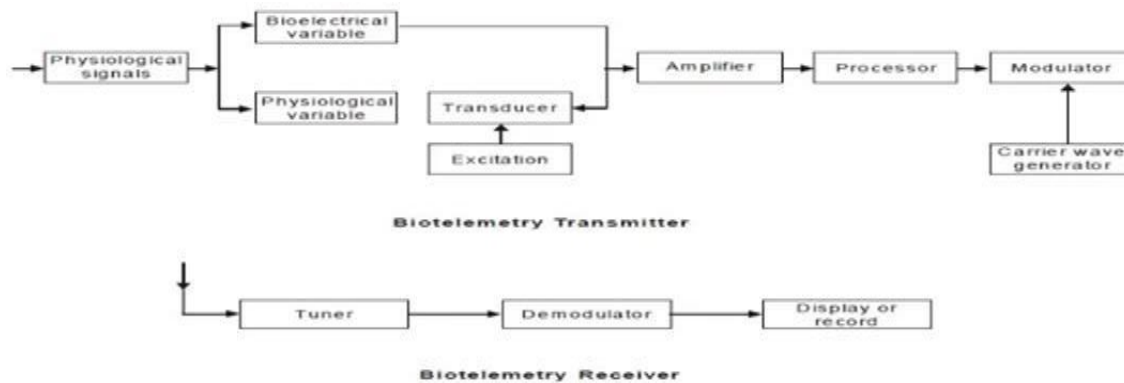 Bioelectrical
variable
Physiological
signals
Physiological
variable
Transducer
Excitation
Amplifier
Processor
Modulator
Carrier wave
generator
Biotelemetry Transmitter
Tuner
Demodulator
Display or
record
Biotelemetry Receiver